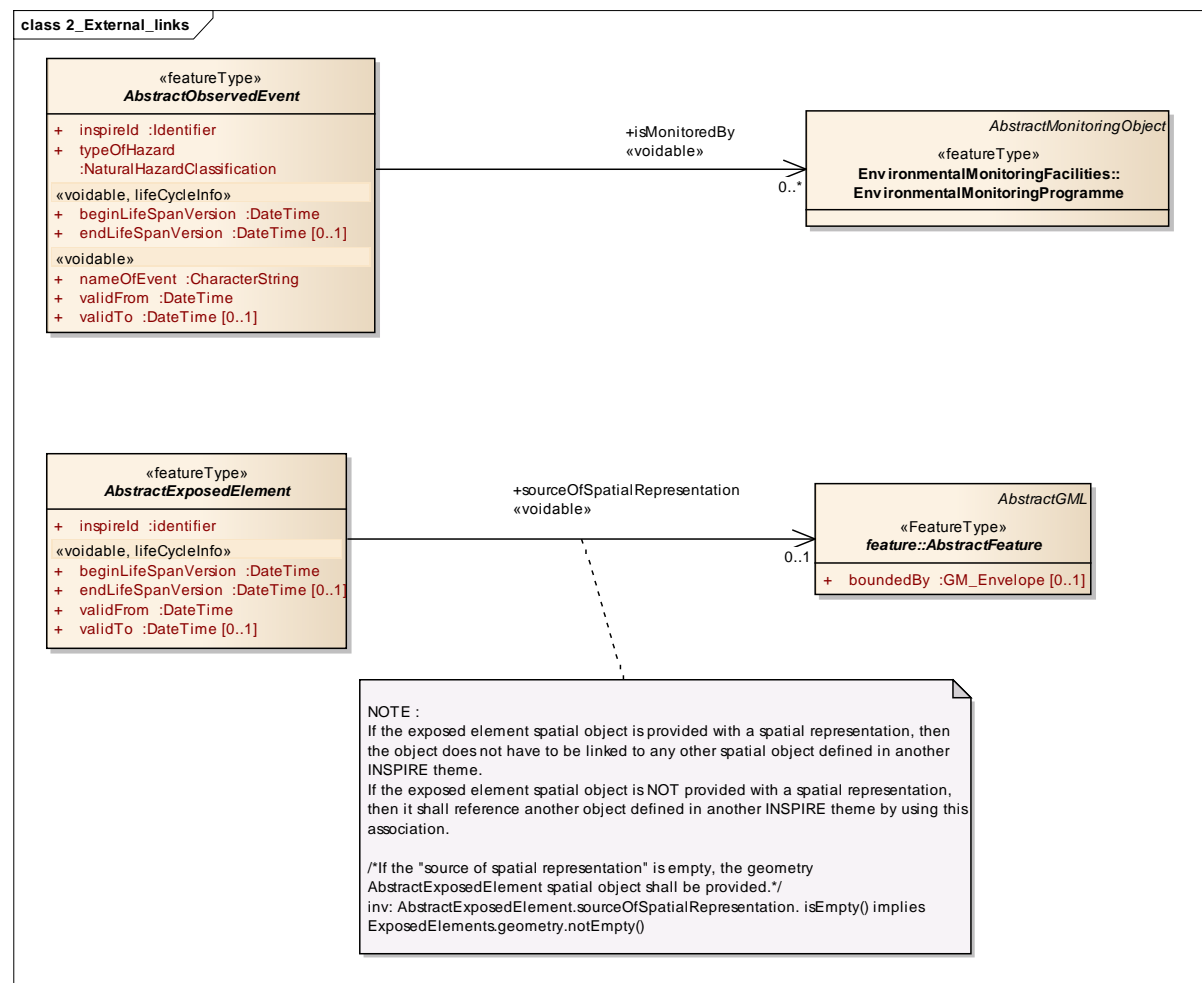 class 2_External_links
«featureType»
AbstractObservedEvent
+ inspireId :Identifier
+ typeOfHazard
:NaturalHazardClassification
«voidable, lifeCycleInfo»
+ beginLifeSpanVersion :DateTime
+ endLifeSpanVersion :DateTime [0..1]
«voidable»
+ nameOfEvent :CharacterString
+ validFrom :DateTime
+ validTo :DateTime [0..1]
+isMonitoredBy
«voidable»
0..*
AbstractMonitoringObject
«featureType»
EnvironmentalMonitoringFacilities::
EnvironmentalMonitoringProgramme
«featureType»
AbstractExposedElement
+ inspireId :identifier
«voidable, lifeCycleInfo»
+ beginLifeSpanVersion :DateTime
+ endLifeSpanVersion :DateTime [0..1]
+ validFrom :DateTime
+ validTo :DateTime [0..1]
+sourceOfSpatialRepresentation
«voidable»
0..1
AbstractGML
«FeatureType»
feature::AbstractFeature
+ boundedBy :GM_Envelope [0..1]
NOTE :
If the exposed element spatial object is provided with a spatial representation, then
the object does not have to be linked to any other spatial object defined in another
INSPIRE theme.
If the exposed element spatial object is NOT provided with a spatial representation,
then it shall reference another object defined in another INSPIRE theme by using this
association.
/*If the "source of spatial representation" is empty, the geometry
AbstractExposedElement spatial object shall be provided.*/
inv: AbstractExposedElement.sourceOfSpatialRepresentation. isEmpty() implies
ExposedElements.geometry.notEmpty()